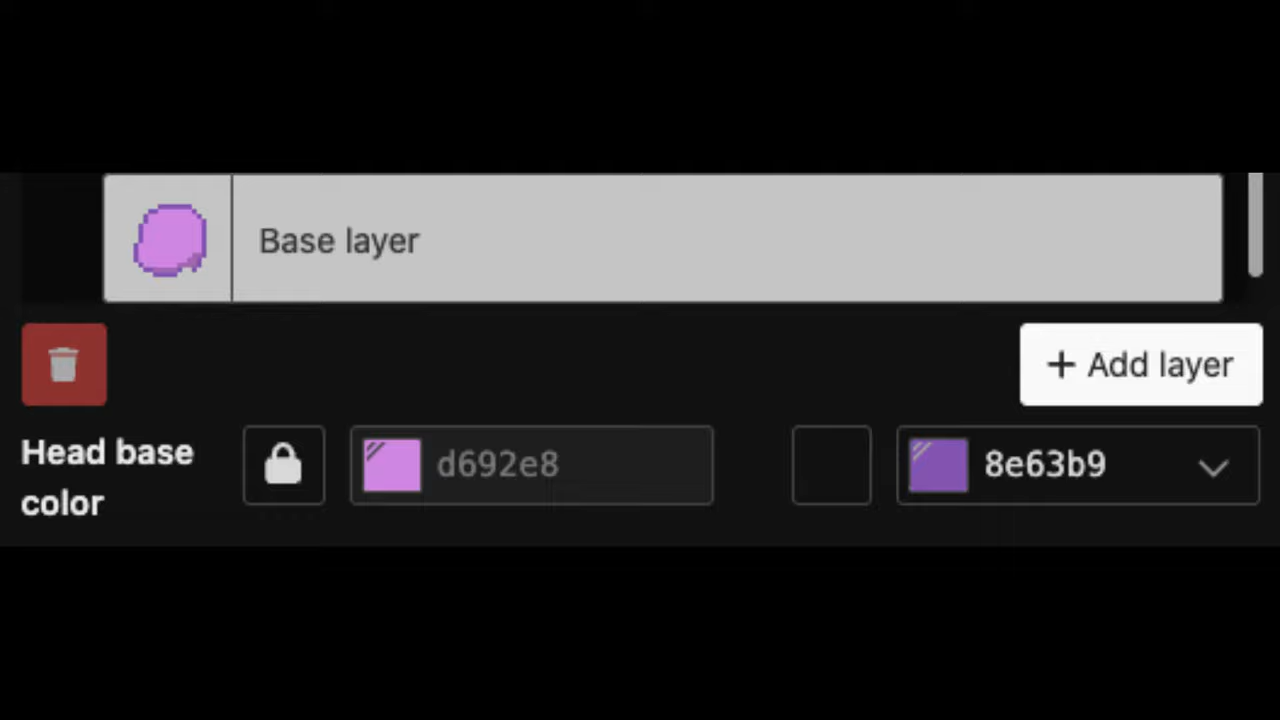 Base layer
+ Add layer
Head base
color
d692e8
8e63b9